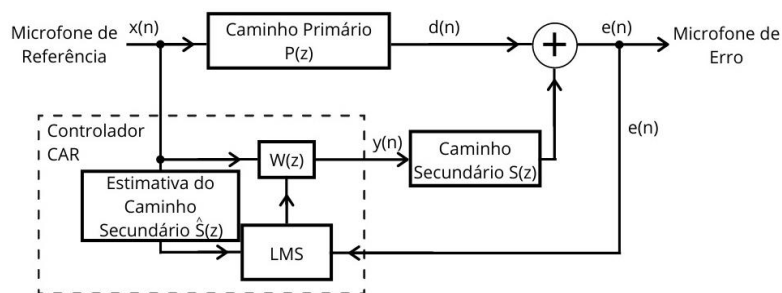 Microfone de
Referência
x(n)
Caminho Primário
P(z)
d(n)
+
e(n)
Microfone de
Erro
Controlador
CAR
W(z)
y(n)
Caminho
Secundário S(z)
e(n)
Estimativa do
Caminho
Secundário Ŝ(z)
LMS